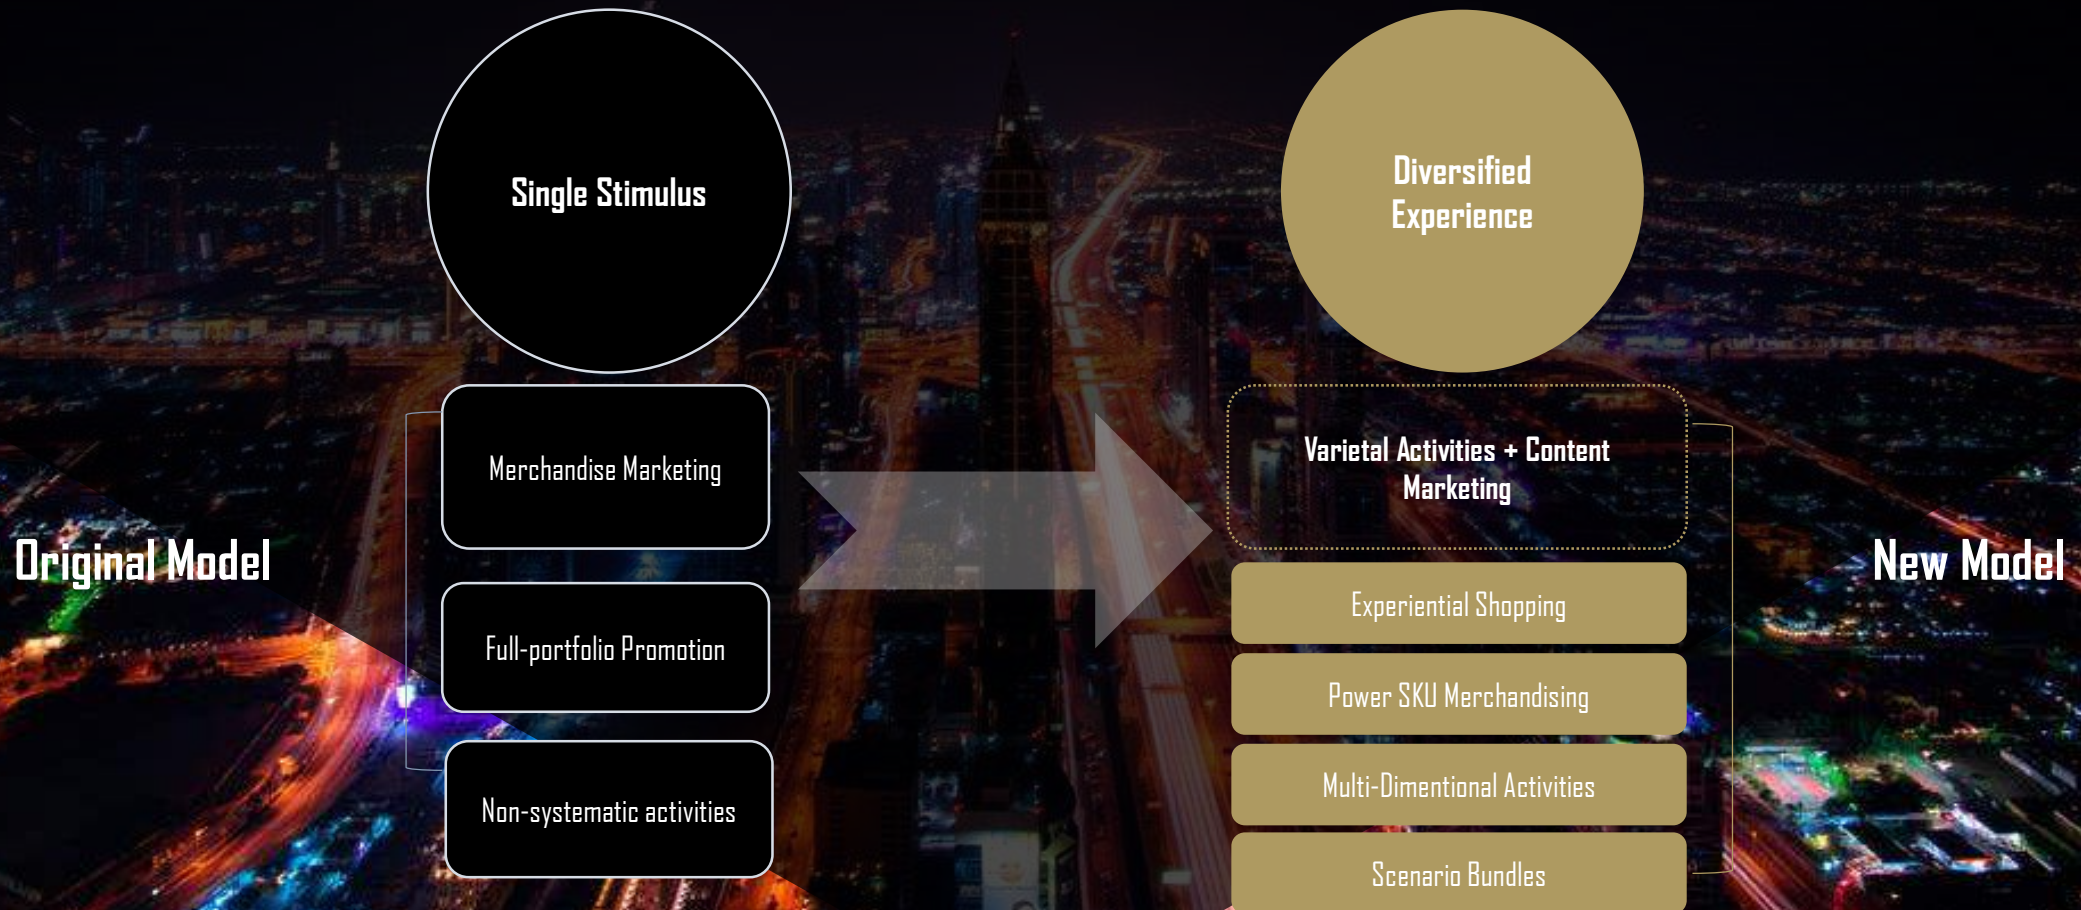 Single Stimulus
Diversified
Experience
Merchandise Marketing
Varietal Activities + Content
Marketing
Original Model
New Model
Experiential Shopping
Full-portfolio Promotion
Power SKU Merchandising
Multi-Dimentional Activities
Non-systematic activities
Scenario Bundles